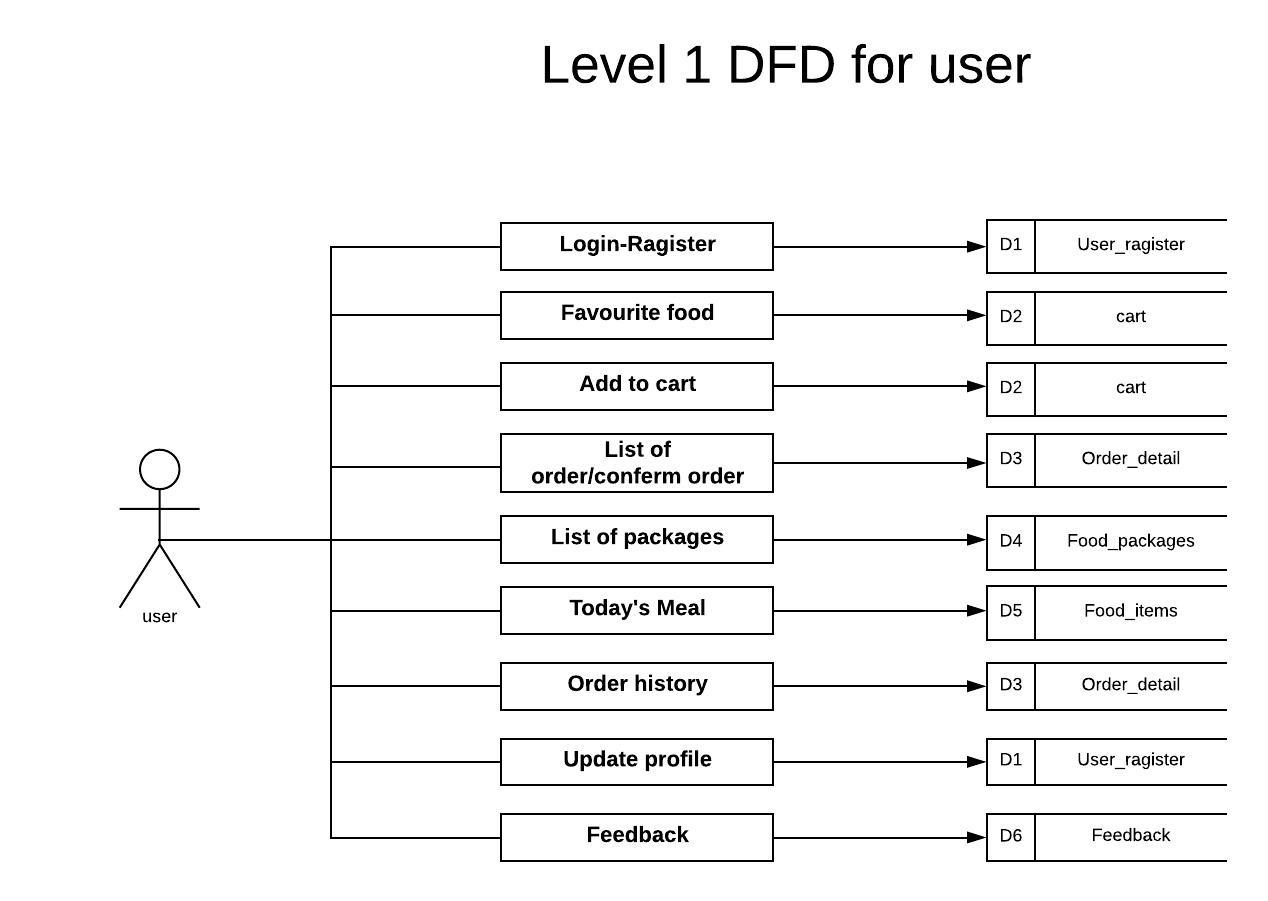 Level 1 DFD for user
Login-Ragister
D1
User_ragister
Favourite food
D2
cart
Add to cart
D2
cart
List of
order/conferm order
D3
Order_detail
List of packages
D4
Food_packages
Today's Meal
D5
Food_items
user
Order history
D3
Order_detail
Update profile
D1
User_ragister
Feedback
D6
Feedback